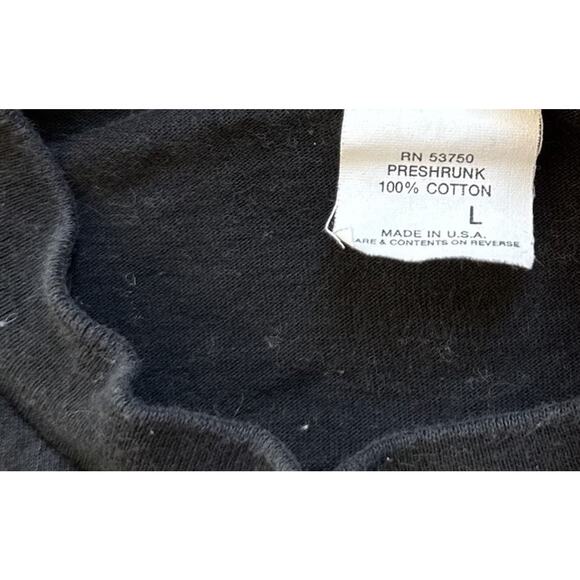 RN 53750
PRESHRUNK
100% COTTON
L
MADE IN U.S.A.
ARE & CONTENTS ON REVERSE